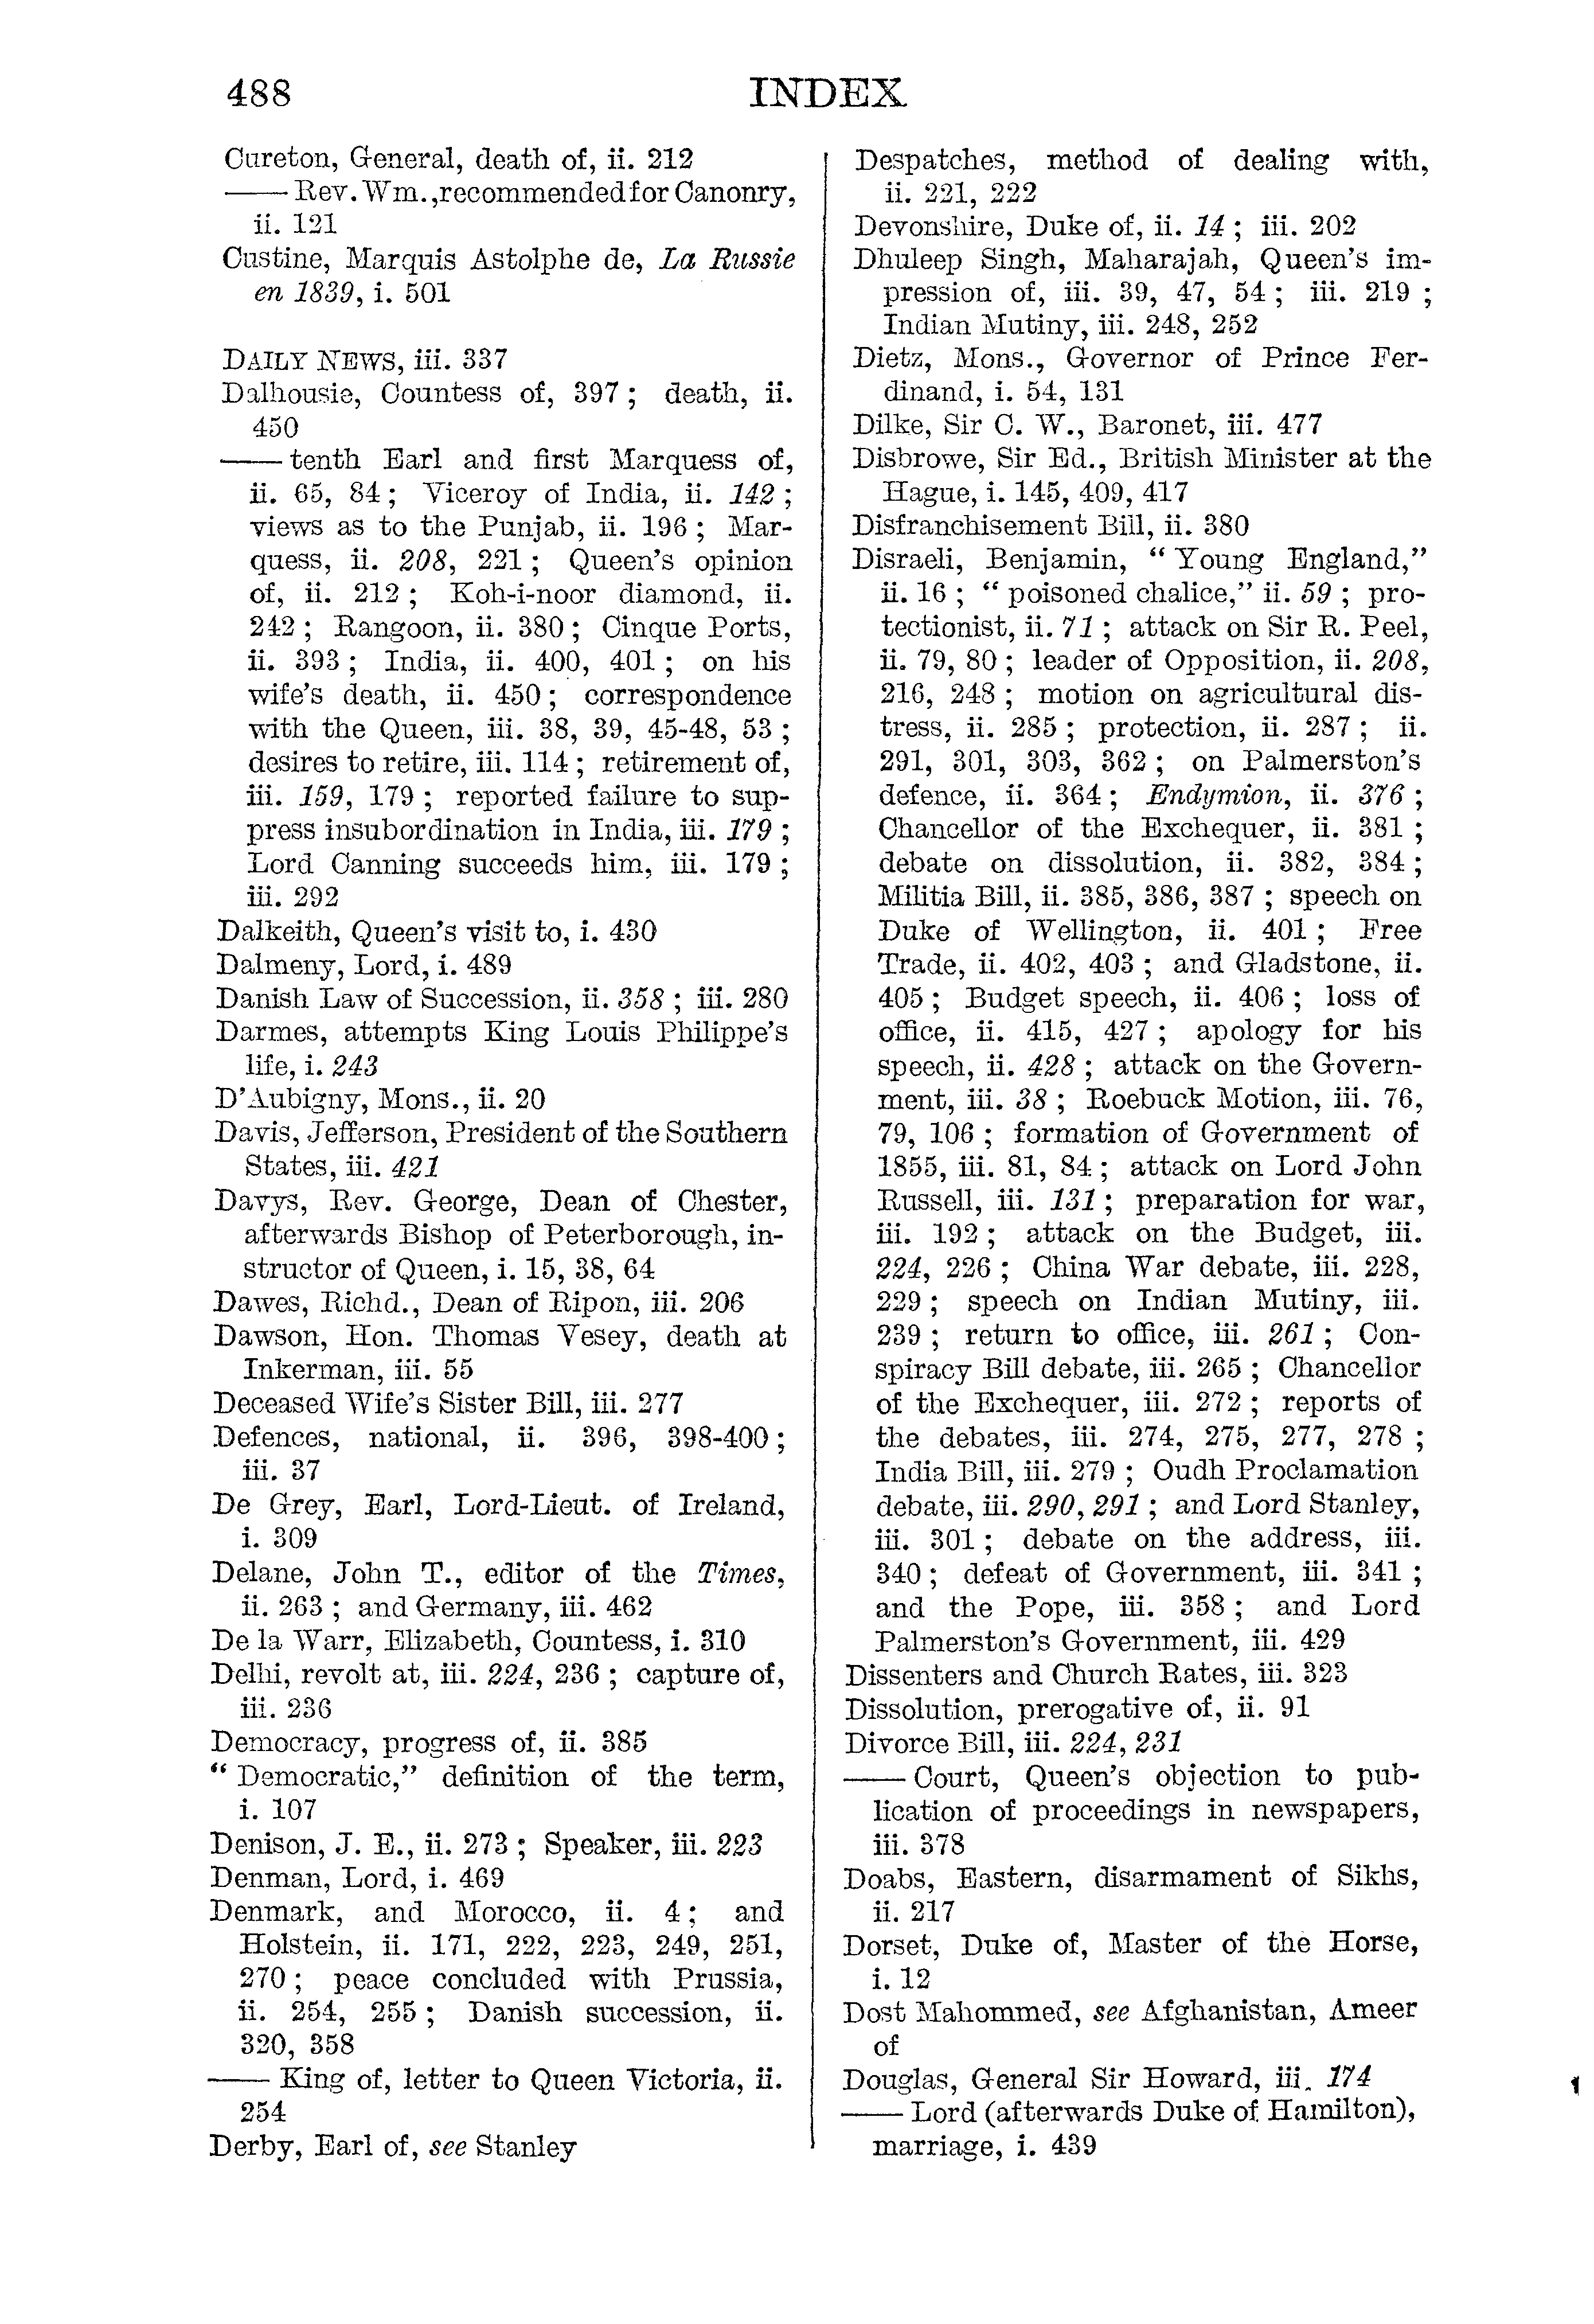 488 INDEX
Cureton, General, death of, ii. 212
—— Rev. Wm., recommended for Canonry,
ii. 121
Custine, Marquis Astolphe de, La Russie
en 1839, i. 501
DAILY NEWS, iii. 337
Dalhousie, Countess of, 397 ; death, ii.
450
—— tenth Earl and first Marquess of,
ii. 65, 84 ; Viceroy of India, ii. 142 ;
views as to the Punjab, ii. 196 ; Mar-
quess, ii. 208, 221 ; Queen's opinion
of, ii. 212 ; Koh-i-noor diamond, ii.
242 ; Rangoon, ii. 380 ; Cinque Ports,
ii. 393 ; India, ii. 400, 401 ; on his
wife's death, ii. 450 ; correspondence
with the Queen, iii. 38, 39, 45-48, 53 ;
desires to retire, iii. 114 ; retirement of,
iii. 159, 179 ; reported failure to sup-
press insubordination in India, iii. 179 ;
Lord Canning succeeds him, iii. 179 ;
iii. 292
Dalkeith, Queen's visit to, i. 430
Dalmeny, Lord, i. 489
Danish Law of Succession, ii. 358 ; iii. 280
Darmes, attempts King Louis Philippe's
life, i. 243
D'Aubigny, Mons., ii. 20
Davis, Jefferson, President of the Southern
States, iii. 421
Davys, Rev. George, Dean of Chester,
afterwards Bishop of Peterborough, in-
structor of Queen, i. 15, 38, 64
Dawes, Richd., Dean of Ripon, iii. 206
Dawson, Hon. Thomas Vesey, death at
Inkerman, iii. 55
Deceased Wife's Sister Bill, iii. 277
Defences, national, ii. 396, 398-400 ;
iii. 37
De Grey, Earl, Lord-Lieut. of Ireland,
i. 309
Delane, John T., editor of the Times,
ii. 263 ; and Germany, iii. 462
De la Warr, Elizabeth, Countess, i. 310
Delhi, revolt at, iii. 224, 236 ; capture of,
iii. 236
Democracy, progress of, ii. 385
“ Democratic,” definition of the term,
i. 107
Denison, J. E., ii. 273 ; Speaker, iii. 223
Denman, Lord, i. 469
Denmark, and Morocco, ii. 4 ; and
Holstein, ii. 171, 222, 223, 249, 251,
270 ; peace concluded with Prussia,
ii. 254, 255 ; Danish succession, ii.
320, 358
—— King of, letter to Queen Victoria, ii.
254
Derby, Earl of, see Stanley
Despatches, method of dealing with,
ii. 221, 222
Devonshire, Duke of, ii. 14 ; iii. 202
Dhuleep Singh, Maharajah, Queen's im-
pression of, iii. 39, 47, 54 ; iii. 219 ;
Indian Mutiny, iii. 248, 252
Dietz, Mons., Governor of Prince Fer-
dinand, i. 54, 131
Dilke, Sir C. W., Baronet, iii. 477
Disbrowe, Sir Ed., British Minister at the
Hague, i. 145, 409, 417
Disfranchisement Bill, ii. 380
Disraeli, Benjamin, “ Young England,”
ii. 16 ; “ poisoned chalice,” ii. 59 ; pro-
tectionist, ii. 71 ; attack on Sir R. Peel,
ii. 79, 80 ; leader of Opposition, ii. 208,
216, 248 ; motion on agricultural dis-
tress, ii. 285 ; protection, ii. 287 ; ii.
291, 301, 303, 362 ; on Palmerston's
defence, ii. 364 ; Endymion, ii. 376 ;
Chancellor of the Exchequer, ii. 381 ;
debate on dissolution, ii. 382, 384 ;
Militia Bill, ii. 385, 386, 387 ; speech on
Duke of Wellington, ii. 401 ; Free
Trade, ii. 402, 403 ; and Gladstone, ii.
405 ; Budget speech, ii. 406 ; loss of
office, ii. 415, 427 ; apology for his
speech, ii. 428 ; attack on the Govern-
ment, iii. 38 ; Roebuck Motion, iii. 76,
79, 106 ; formation of Government of
1855, iii. 81, 84 ; attack on Lord John
Russell, iii. 131 ; preparation for war,
iii. 192 ; attack on the Budget, iii.
224, 226 ; China War debate, iii. 228,
229 ; speech on Indian Mutiny, iii.
239 ; return to office, iii. 261 ; Con-
spiracy Bill debate, iii. 265 ; Chancellor
of the Exchequer, iii. 272 ; reports of
the debates, iii. 274, 275, 277, 278 ;
India Bill, iii. 279 ; Oudh Proclamation
debate, iii. 290, 291 ; and Lord Stanley,
iii. 301 ; debate on the address, iii.
340 ; defeat of Government, iii. 341 ;
and the Pope, iii. 358 ; and Lord
Palmerston's Government, iii. 429
Dissenters and Church Rates, iii. 323
Dissolution, prerogative of, ii. 91
Divorce Bill, iii. 224, 231
—— Court, Queen's objection to pub-
lication of proceedings in newspapers,
iii. 378
Doabs, Eastern, disarmament of Sikhs,
ii. 217
Dorset, Duke of, Master of the Horse,
i. 12
Dost Mahommed, see Afghanistan, Ameer
of
Douglas, General Sir Howard, iii. 174
—— Lord (afterwards Duke of Hamilton),
marriage, i. 439